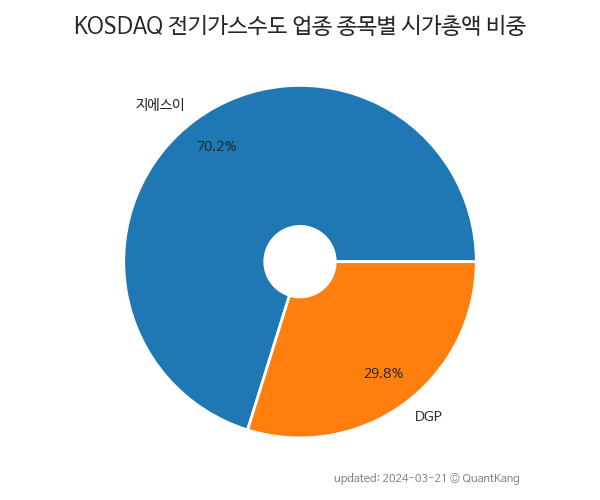 KOSDAQ 전기가스수도 업종 종목별 시가총액 비중
지에스이
70.2%
29.8%
DGP
updated: 2024-03-21 © QuantKang